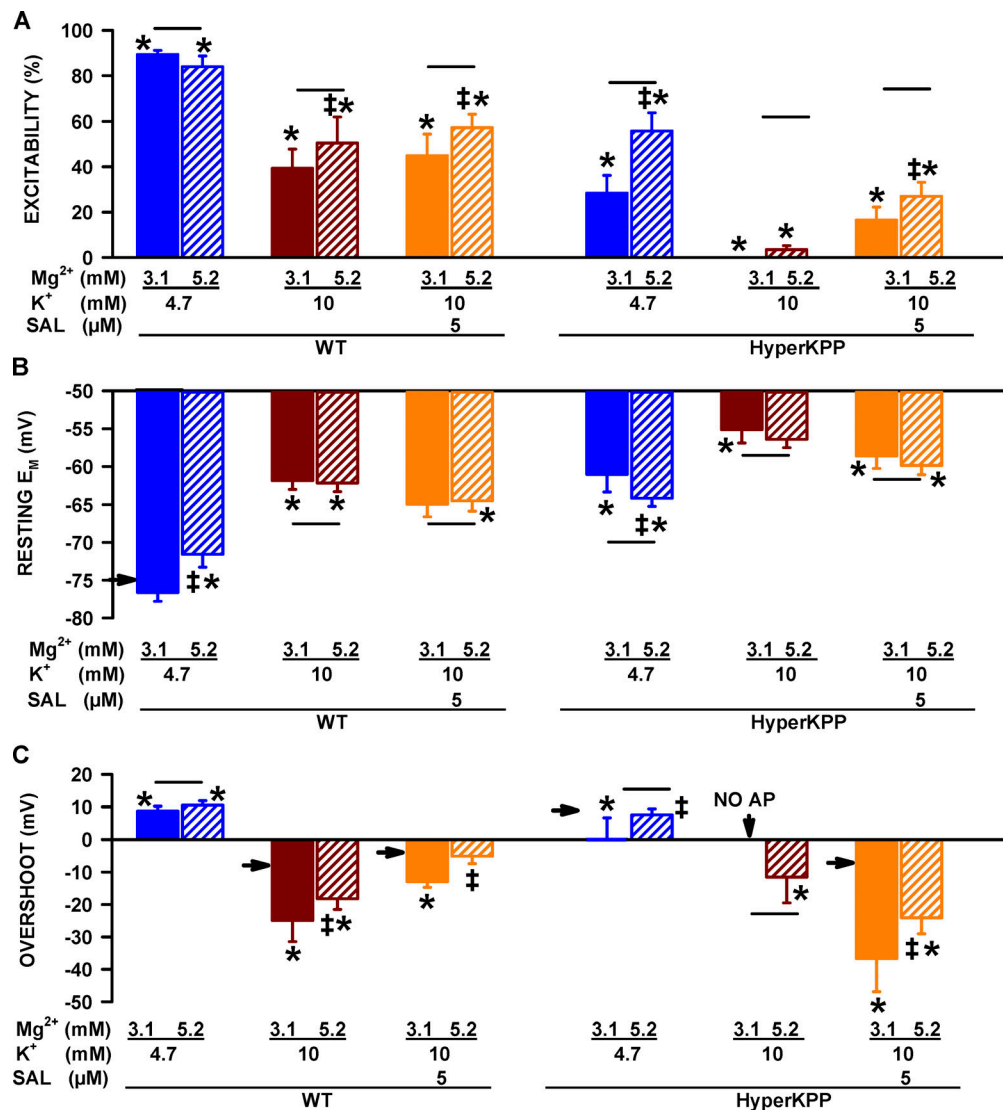 A
EXCITABILITY (%)
100
80
60
40
20
0
* * * ‡* * ‡* * ‡* * * * ‡*
Mg2+ (mM) 3.1 5.2 3.1 5.2 3.1 5.2 3.1 5.2 3.1 5.2 3.1 5.2
K+ (mM) 4.7 10 10 4.7 10 10
SAL (µM) 5 5
WT HyperKPP
B
RESTING EM (mV)
-50
-55
-60
-65
-70
-75
-80
‡* * * * * ‡* * * *
Mg2+ (mM) 3.1 5.2 3.1 5.2 3.1 5.2 3.1 5.2 3.1 5.2 3.1 5.2
K+ (mM) 4.7 10 10 4.7 10 10
SAL (µM) 5 5
WT HyperKPP
C
OVERSHOOT (mV)
20
10
0
-10
-20
-30
-40
-50
NO AP
* * * ‡* * ‡ * ‡ * * ‡*
Mg2+ (mM) 3.1 5.2 3.1 5.2 3.1 5.2 3.1 5.2 3.1 5.2 3.1 5.2
K+ (mM) 4.7 10 10 4.7 10 10
SAL (µM) 5 5
WT HyperKPP